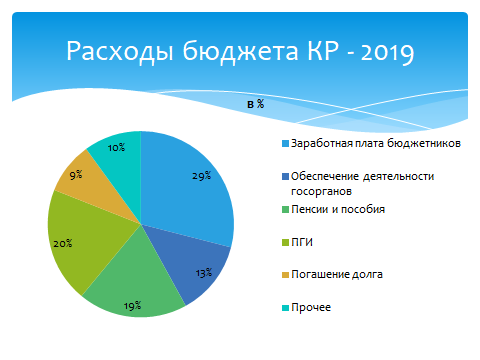 Расходы бюджета КР - 2019
в %
10%
29%
9%
20%
13%
19%
Заработная плата бюджетников
Обеспечение деятельности
госорганов
Пенсии и пособия
ПГИ
Погашение долга
Прочее